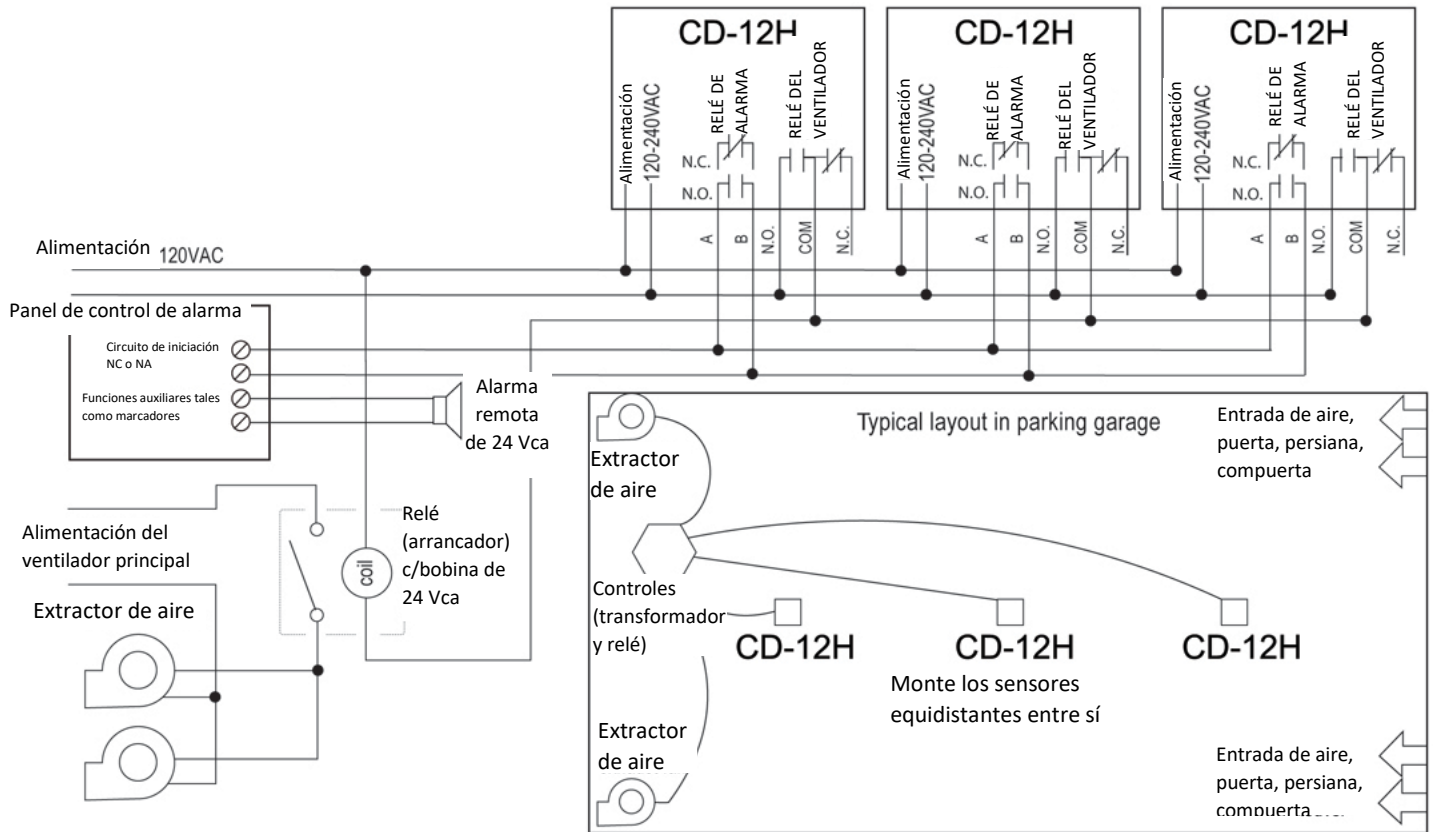 CD-12H
Alimentación
120-240VAC
RELÉ DE
ALARMA
RELÉ DEL
VENTILADOR
N.C.
N.O.
A
B
N.O.
COM
N.C.
CD-12H
Alimentación
120-240VAC
RELÉ DE
ALARMA
RELÉ DEL
VENTILADOR
N.C.
N.O.
A
B
N.O.
COM
N.C.
CD-12H
Alimentación
120-240VAC
RELÉ DE
ALARMA
RELÉ DEL
VENTILADOR
N.C.
N.O.
A
B
N.O.
COM
N.C.
Alimentación 120VAC
Panel de control de alarma
Circuito de iniciación
NC o NA
Funciones auxiliares tales
como marcadores
Alarma
remota
de 24 Vca
Alimentación del
ventilador principal
Extractor de aire
coil
Relé
(arrancador)
c/bobina de
24 Vca
Typical layout in parking garage
Extractor
de aire
Entrada de aire,
puerta, persiana,
compuerta
Controles
(transformador
y relé)
CD-12H
CD-12H
CD-12H
Monte los sensores
equidistantes entre sí
Extractor
de aire
Entrada de aire,
puerta, persiana,
compuerta